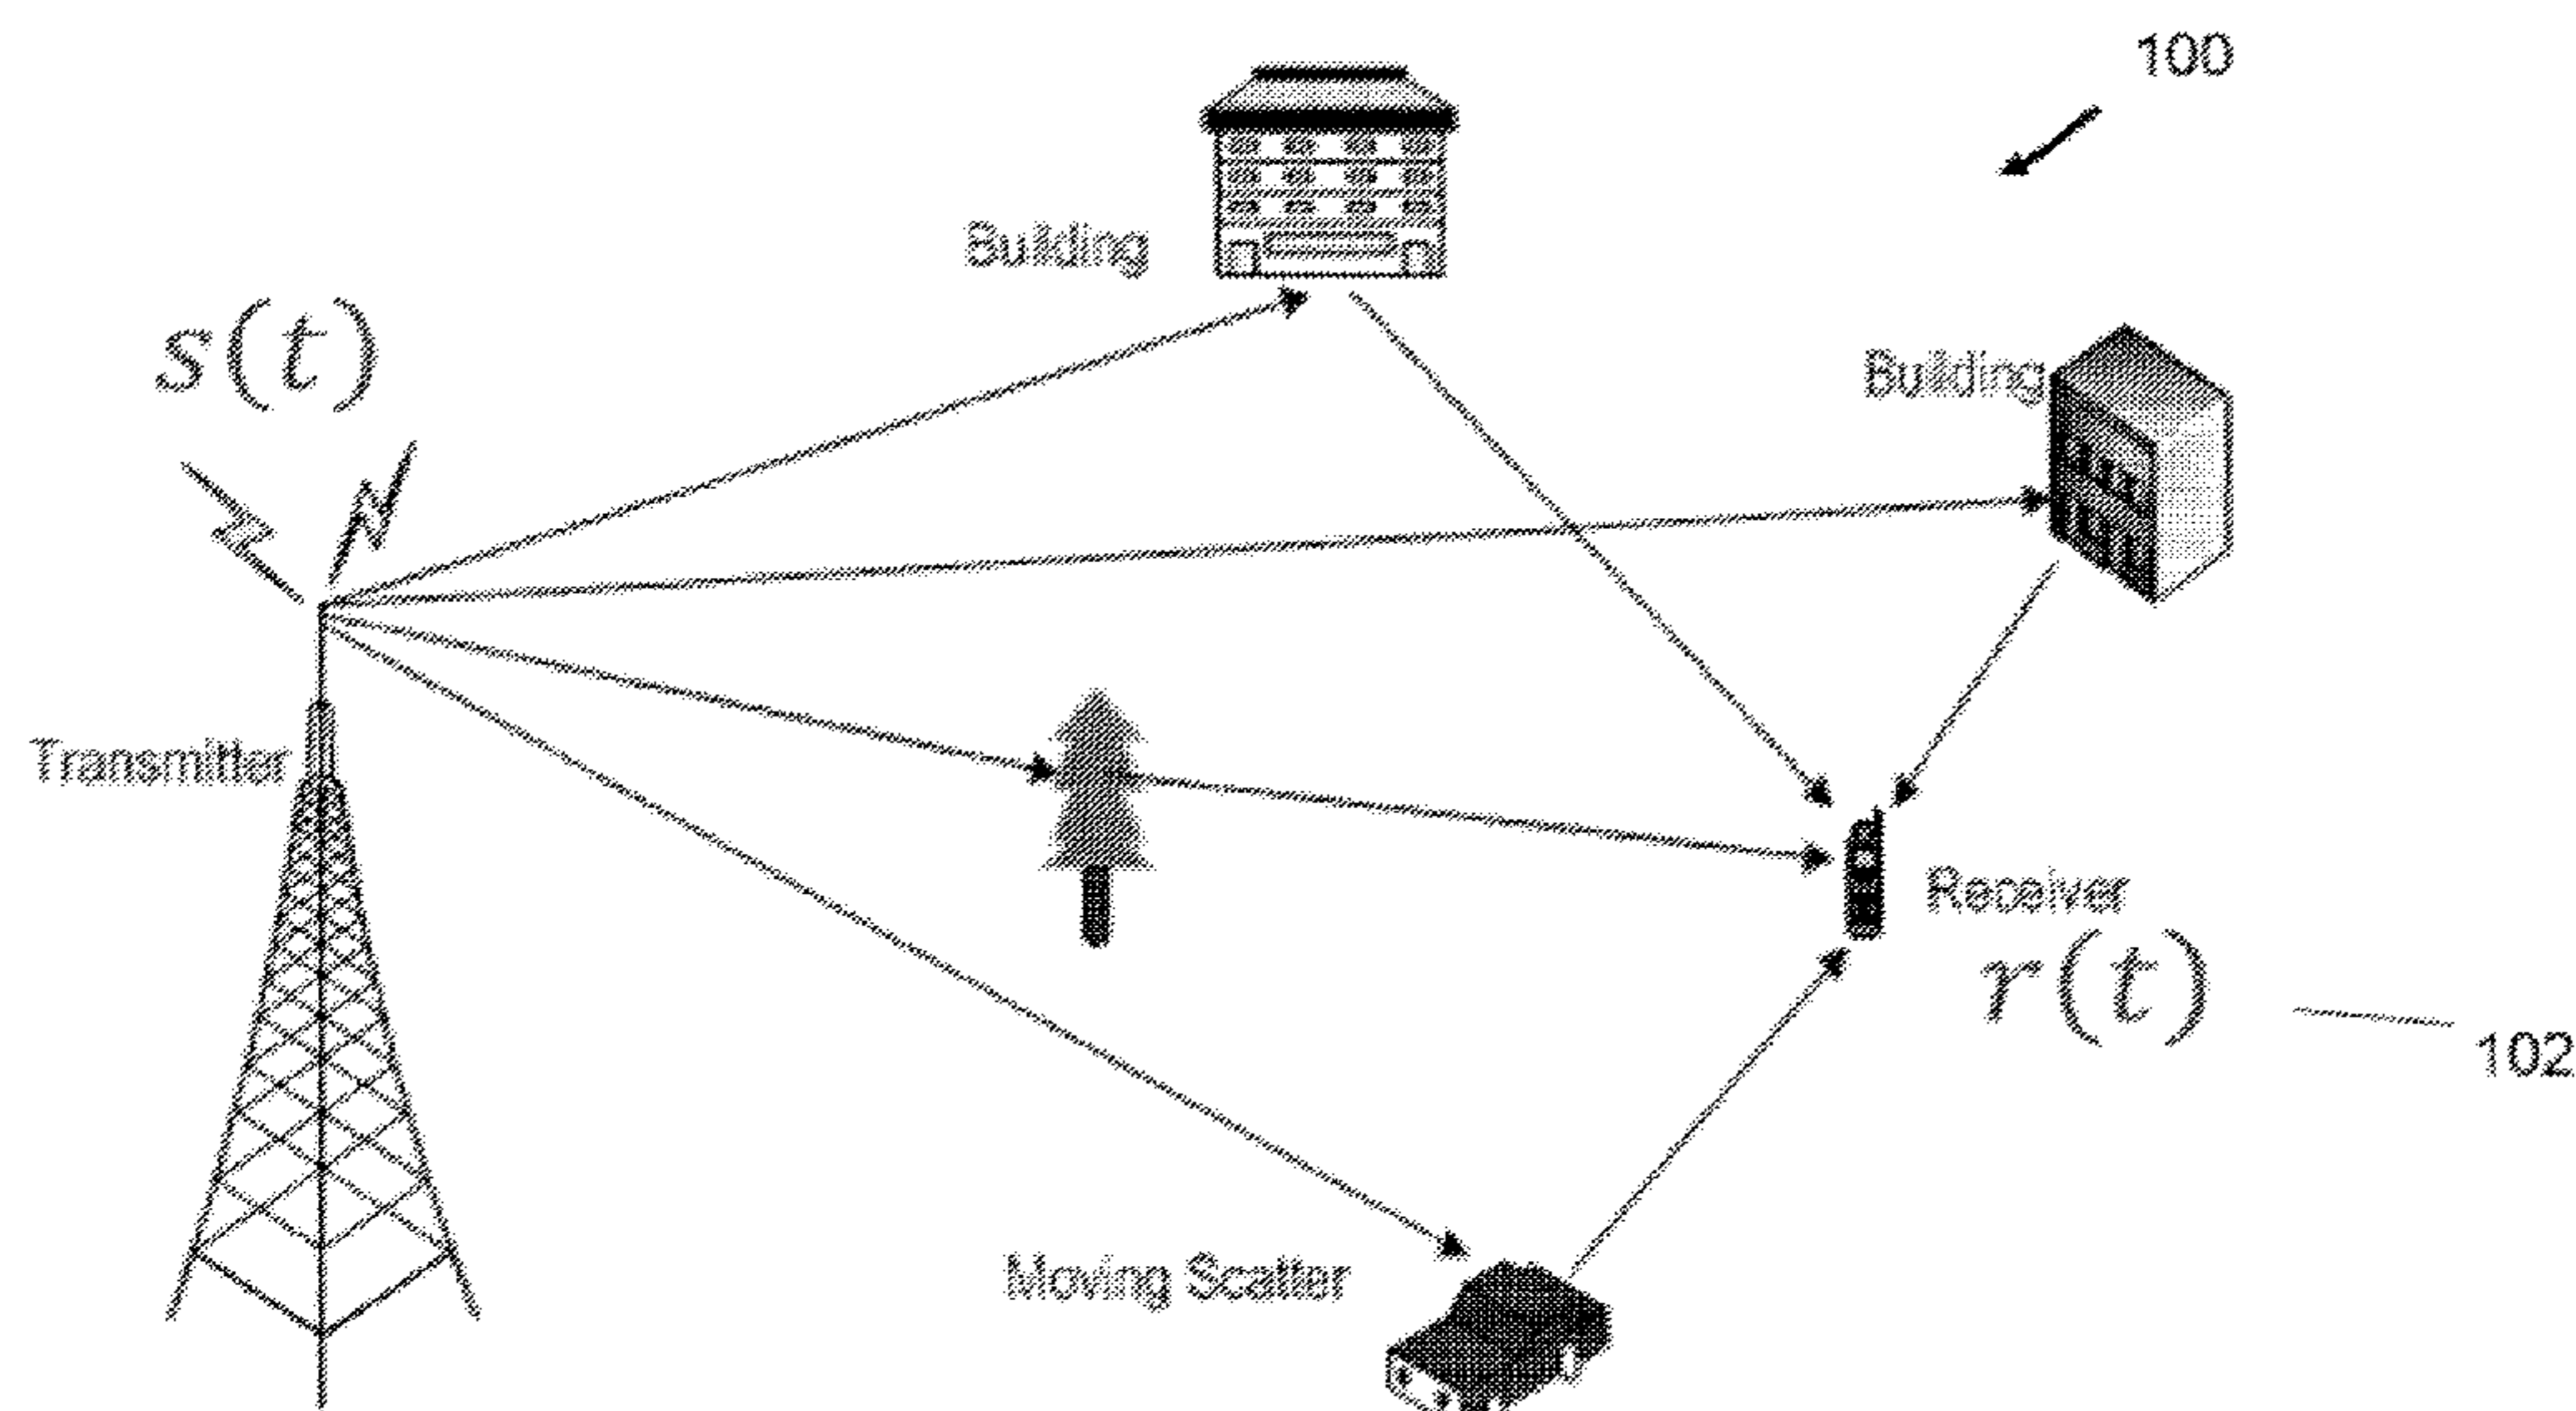 100
Building
s(t)
Building
Transmitter
Receiver
r(t)
102
Moving Scatter